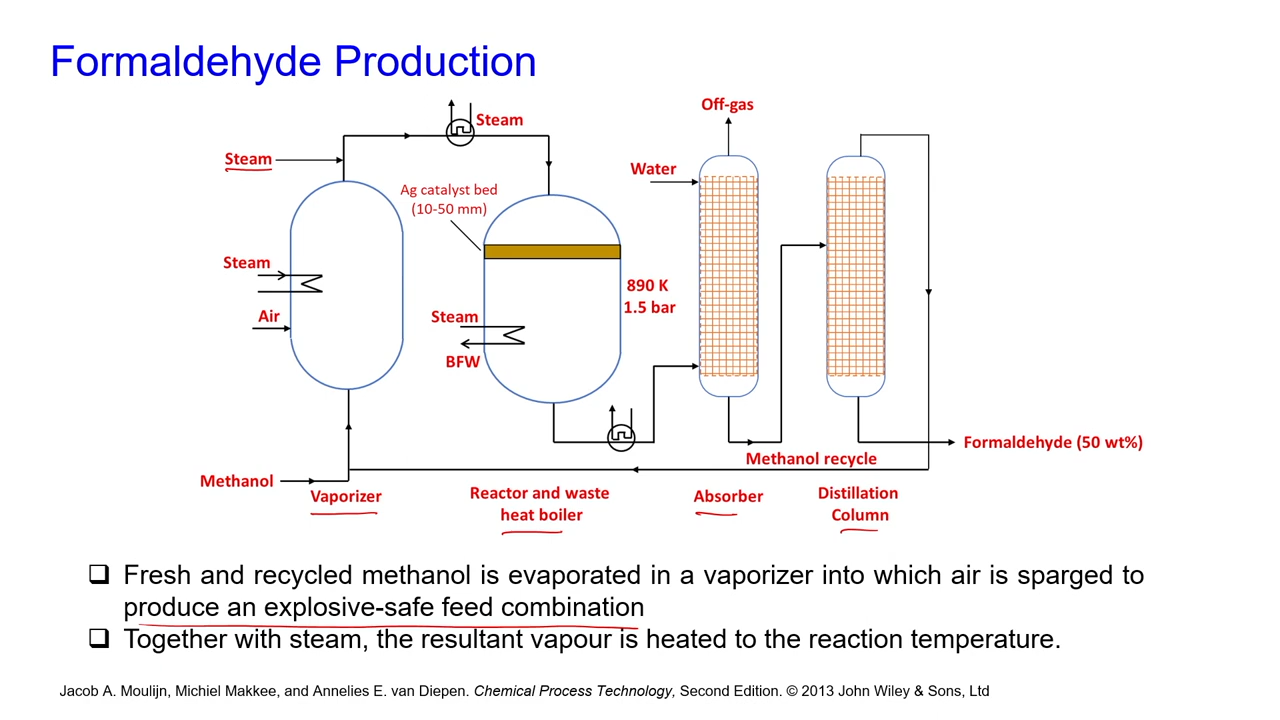 Formaldehyde Production
Off-gas
Steam
Steam
Water
Ag catalyst bed
(10-50 mm)
Steam
890 K
1.5 bar
Air
Steam
BFW
Formaldehyde (50 wt%)
Methanol recycle
Methanol
Vaporizer
Reactor and waste
heat boiler
Absorber
Distillation
Column
❑ Fresh and recycled methanol is evaporated in a vaporizer into which air is sparged to
produce an explosive-safe feed combination
❑ Together with steam, the resultant vapour is heated to the reaction temperature.
Jacob A. Moulijn, Michiel Makkee, and Annelies E. van Diepen. Chemical Process Technology, Second Edition. © 2013 John Wiley & Sons, Ltd